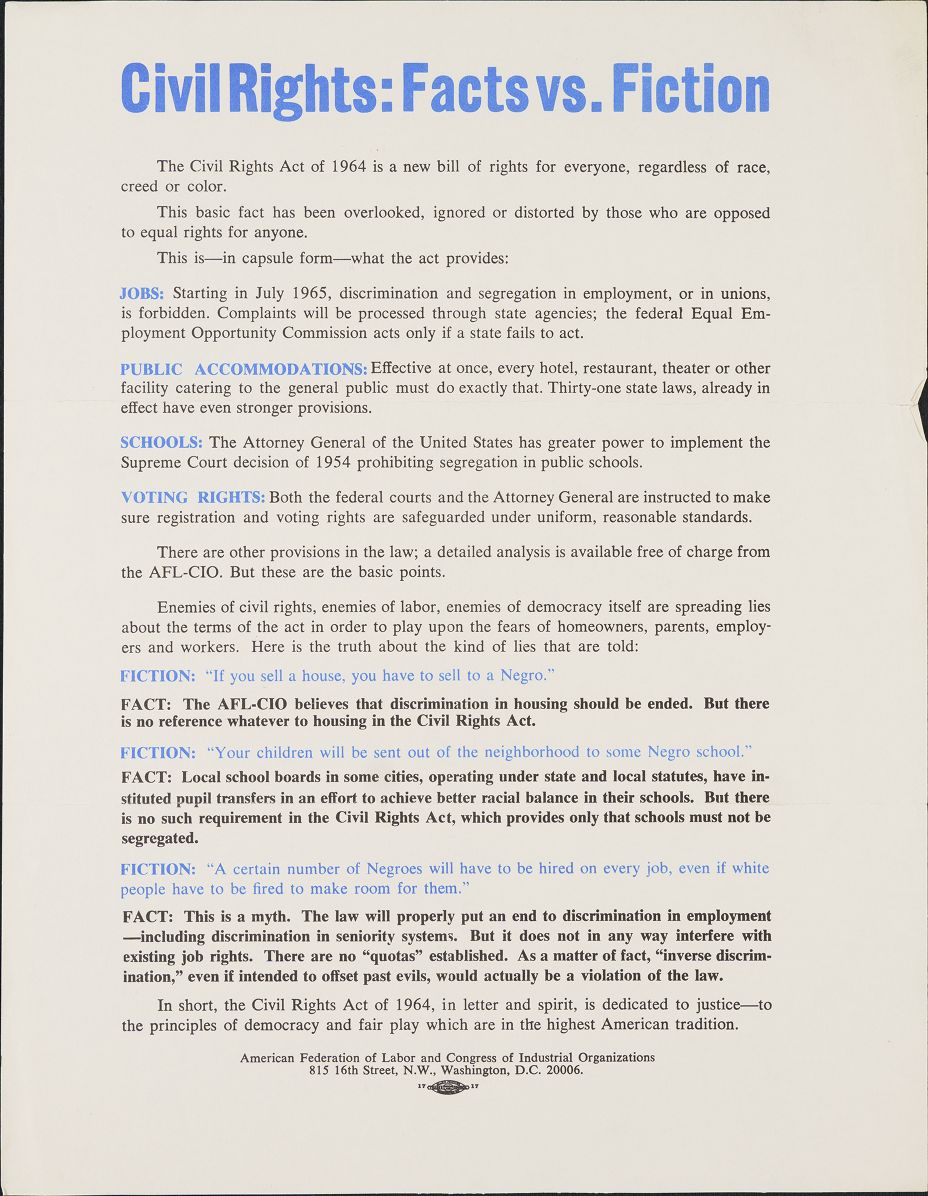 Civil Rights: Facts vs. Fiction
The Civil Rights Act of 1964 is a new bill of rights for everyone, regardless of race,
creed or color.
This basic fact has been overlooked, ignored or distorted by those who are opposed
to equal rights for anyone.
This is—in capsule form—what the act provides:
JOBS: Starting in July 1965, discrimination and segregation in employment, or in unions,
is forbidden. Complaints will be processed through state agencies; the federal Equal Em-
ployment Opportunity Commission acts only if a state fails to act.
PUBLIC ACCOMMODATIONS: Effective at once, every hotel, restaurant, theater or other
facility catering to the general public must do exactly that. Thirty-one state laws, already in
effect have even stronger provisions.
SCHOOLS: The Attorney General of the United States has greater power to implement the
Supreme Court decision of 1954 prohibiting segregation in public schools.
VOTING RIGHTS: Both the federal courts and the Attorney General are instructed to make
sure registration and voting rights are safeguarded under uniform, reasonable standards.
There are other provisions in the law; a detailed analysis is available free of charge from
the AFL-CIO. But these are the basic points.
Enemies of civil rights, enemies of labor, enemies of democracy itself are spreading lies
about the terms of the act in order to play upon the fears of homeowners, parents, employ-
ers and workers. Here is the truth about the kind of lies that are told:
FICTION: “If you sell a house, you have to sell to a Negro.”
FACT: The AFL-CIO believes that discrimination in housing should be ended. But there
is no reference whatever to housing in the Civil Rights Act.
FICTION: “Your children will be sent out of the neighborhood to some Negro school.”
FACT: Local school boards in some cities, operating under state and local statutes, have in-
stituted pupil transfers in an effort to achieve better racial balance in their schools. But there
is no such requirement in the Civil Rights Act, which provides only that schools must not be
segregated.
FICTION: “A certain number of Negroes will have to be hired on every job, even if white
people have to be fired to make room for them.”
FACT: This is a myth. The law will properly put an end to discrimination in employment
—including discrimination in seniority systems. But it does not in any way interfere with
existing job rights. There are no “quotas” established. As a matter of fact, “inverse discrim-
ination,” even if intended to offset past evils, would actually be a violation of the law.
In short, the Civil Rights Act of 1964, in letter and spirit, is dedicated to justice—to
the principles of democracy and fair play which are in the highest American tradition.
American Federation of Labor and Congress of Industrial Organizations
815 16th Street, N.W., Washington, D.C. 20006.
17 17